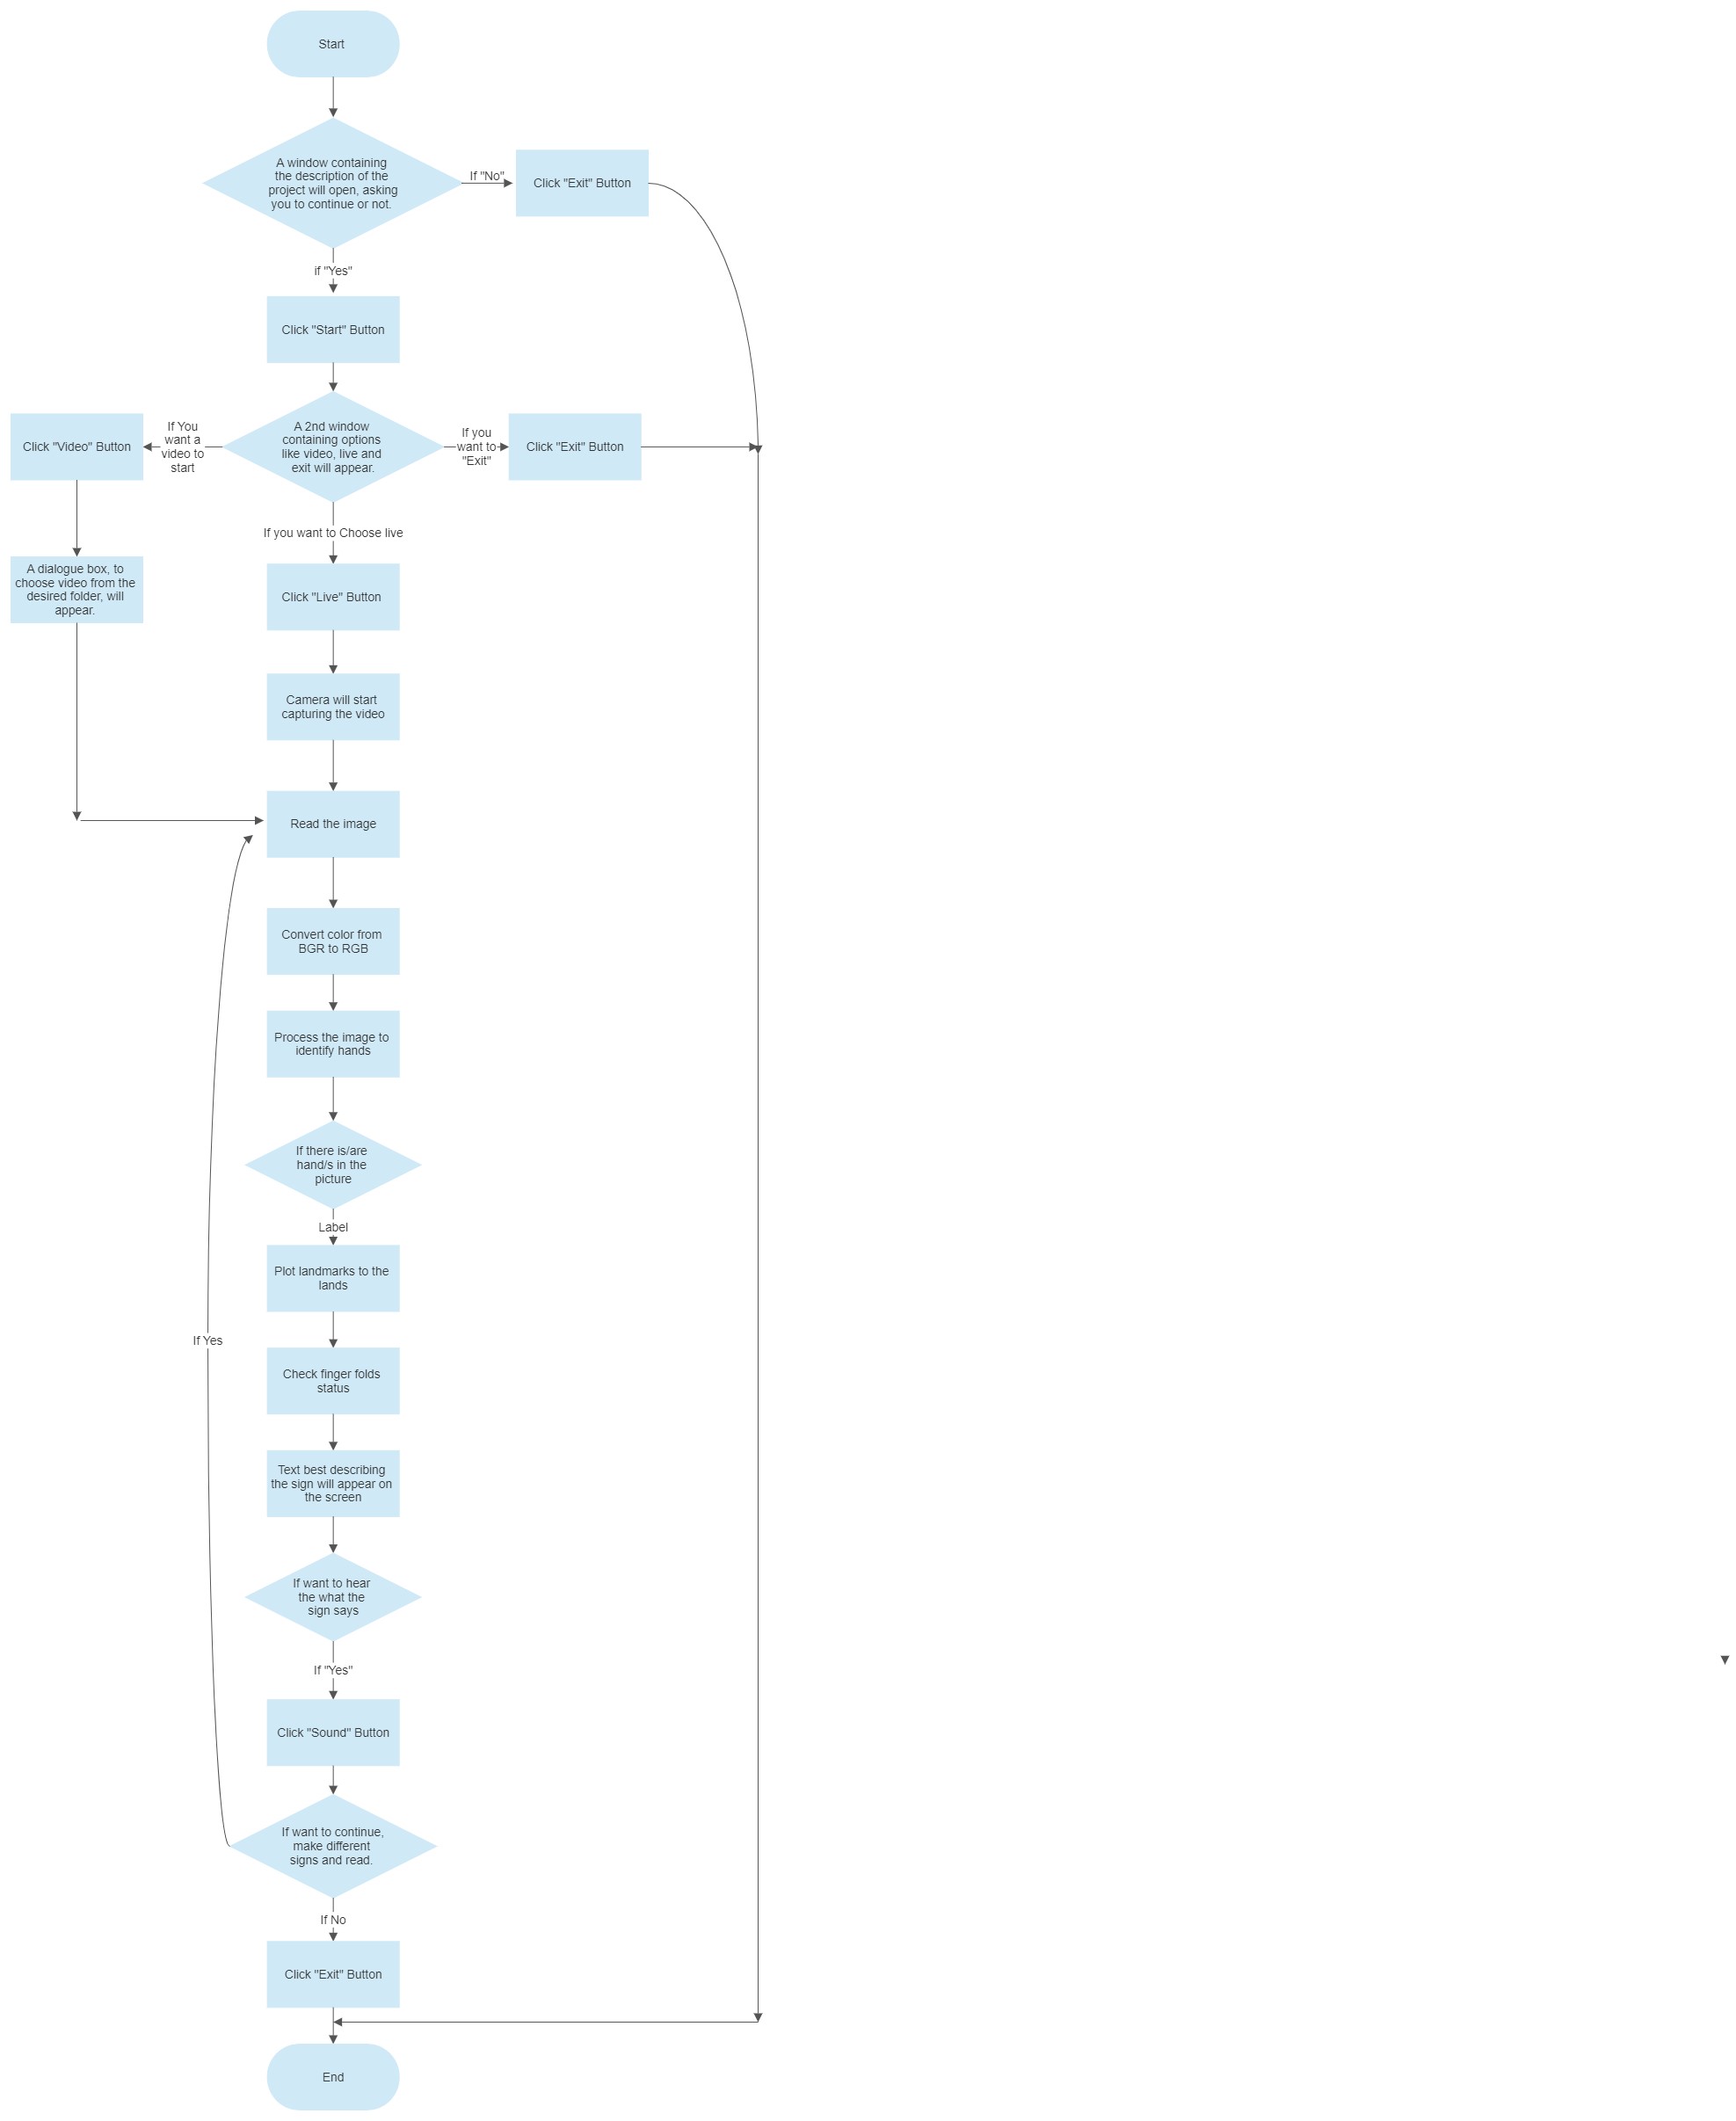 Start
A window containing
the description of the
project will open, asking
you to continue or not.
If "No"
Click "Exit" Button
if "Yes"
Click "Start" Button
Click "Video" Button
If You
want a
video to
start
A 2nd window
containing options
like video, live and
exit will appear.
If you
want to
"Exit"
Click "Exit" Button
If you want to Choose live
A dialogue box, to
choose video from the
desired folder, will
appear.
Click "Live" Button
Camera will start
capturing the video
Read the image
Convert color from
BGR to RGB
Process the image to
identify hands
If there is/are
hand/s in the
picture
Label
Plot landmarks to the
lands
If Yes
Check finger folds
status
Text best describing
the sign will appear on
the screen
If want to hear
the what the
sign says
If "Yes"
Click "Sound" Button
If want to continue,
make different
signs and read.
If No
Click "Exit" Button
End